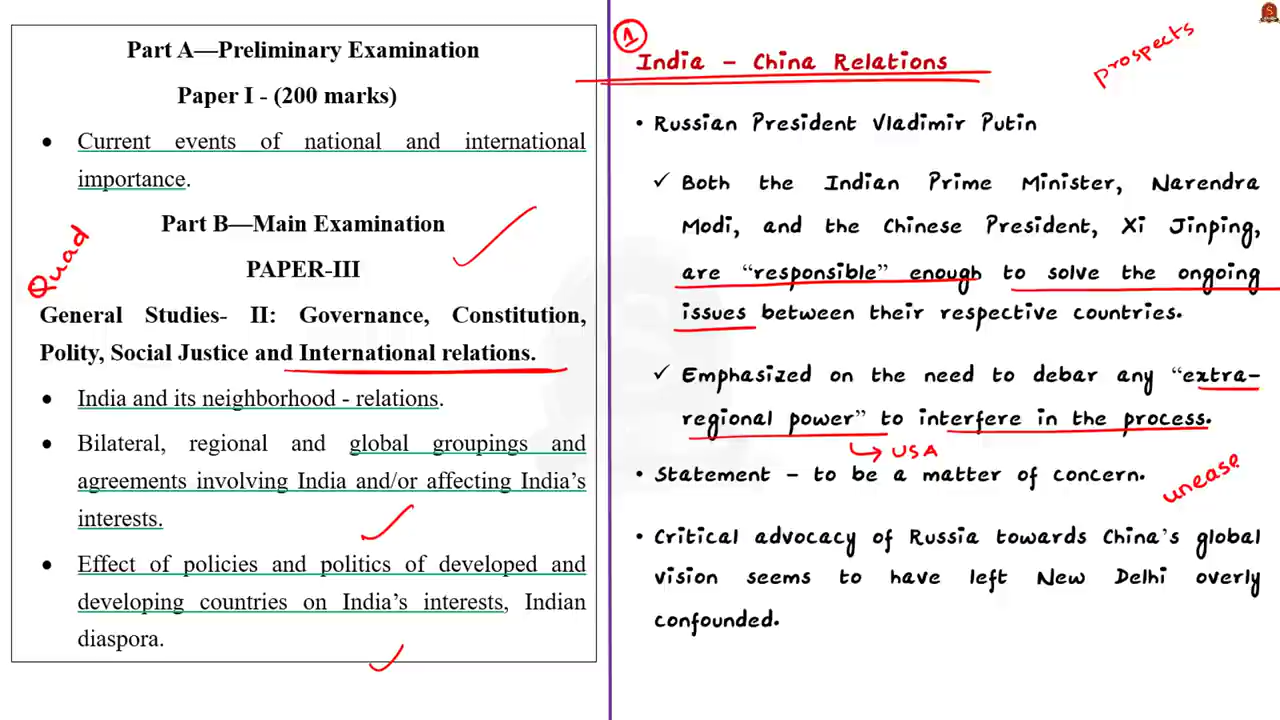 Part A—Preliminary Examination
Paper I - (200 marks)
• Current events of national and international
importance.
Part B—Main Examination
PAPER-III
Quad
General Studies- II: Governance, Constitution,
Polity, Social Justice and International relations.
• India and its neighborhood - relations.
• Bilateral, regional and global groupings and
agreements involving India and/or affecting India's
interests.
• Effect of policies and politics of developed and
developing countries on India's interests, Indian
diaspora.
1
India - China Relations
prospects
• Russian President Vladimir Putin
✓ Both the Indian Prime Minister, Narendra
Modi, and the Chinese President, Xi Jinping,
are “responsible” enough to solve the ongoing
issues between their respective countries.
✓ Emphasized on the need to debar any “extra-
regional power” to interfere in the process.
USA
• Statement - to be a matter of concern.
unease
• Critical advocacy of Russia towards China's global
vision seems to have left New Delhi overly
confounded.